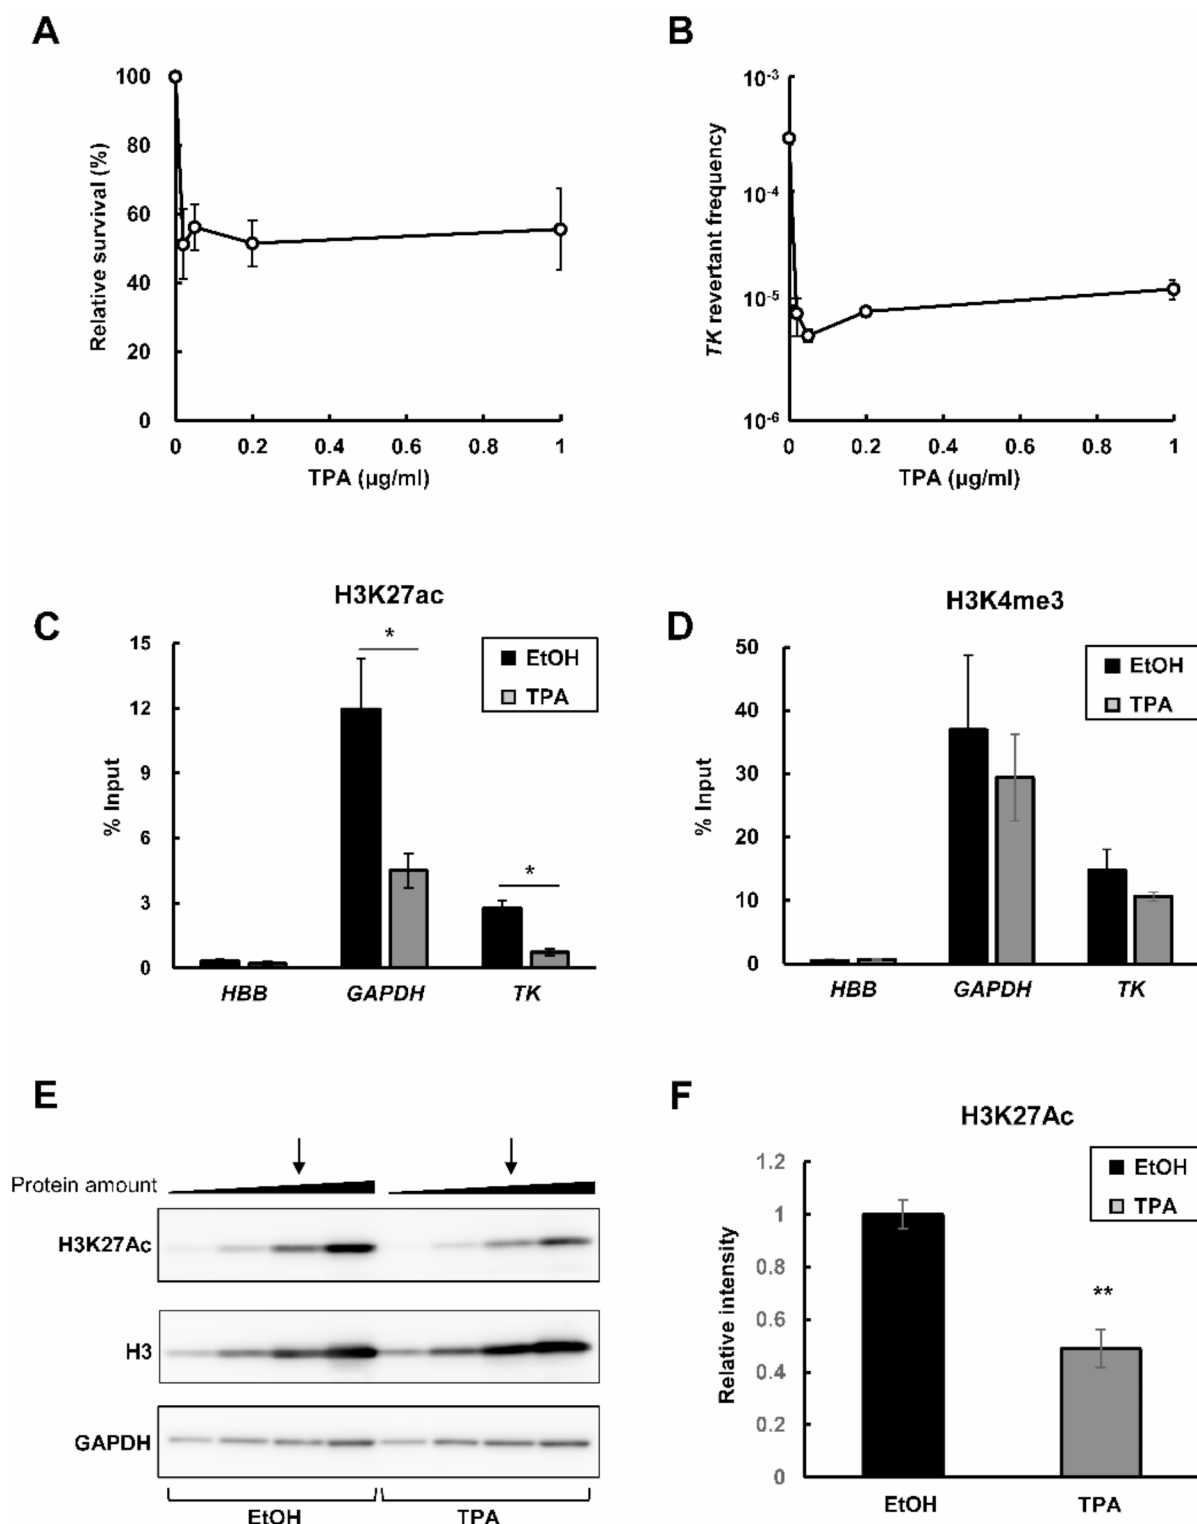 A
Relative survival (%)
100
80
60
40
20
0
0 0.2 0.4 0.6 0.8 1
TPA (µg/ml)
B
TK revertant frequency
10-3
10-4
10-5
10-6
0 0.2 0.4 0.6 0.8 1
TPA (µg/ml)
C
H3K27ac
% Input
15
12
9
6
3
0
*
*
EtOH
TPA
HBB GAPDH TK
D
H3K4me3
% Input
50
40
30
20
10
0
EtOH
TPA
HBB GAPDH TK
E
Protein amount
H3K27Ac
H3
GAPDH
EtOH TPA
F
H3K27Ac
Relative intensity
1.2
1
0.8
0.6
0.4
0.2
0
**
EtOH
TPA
EtOH TPA